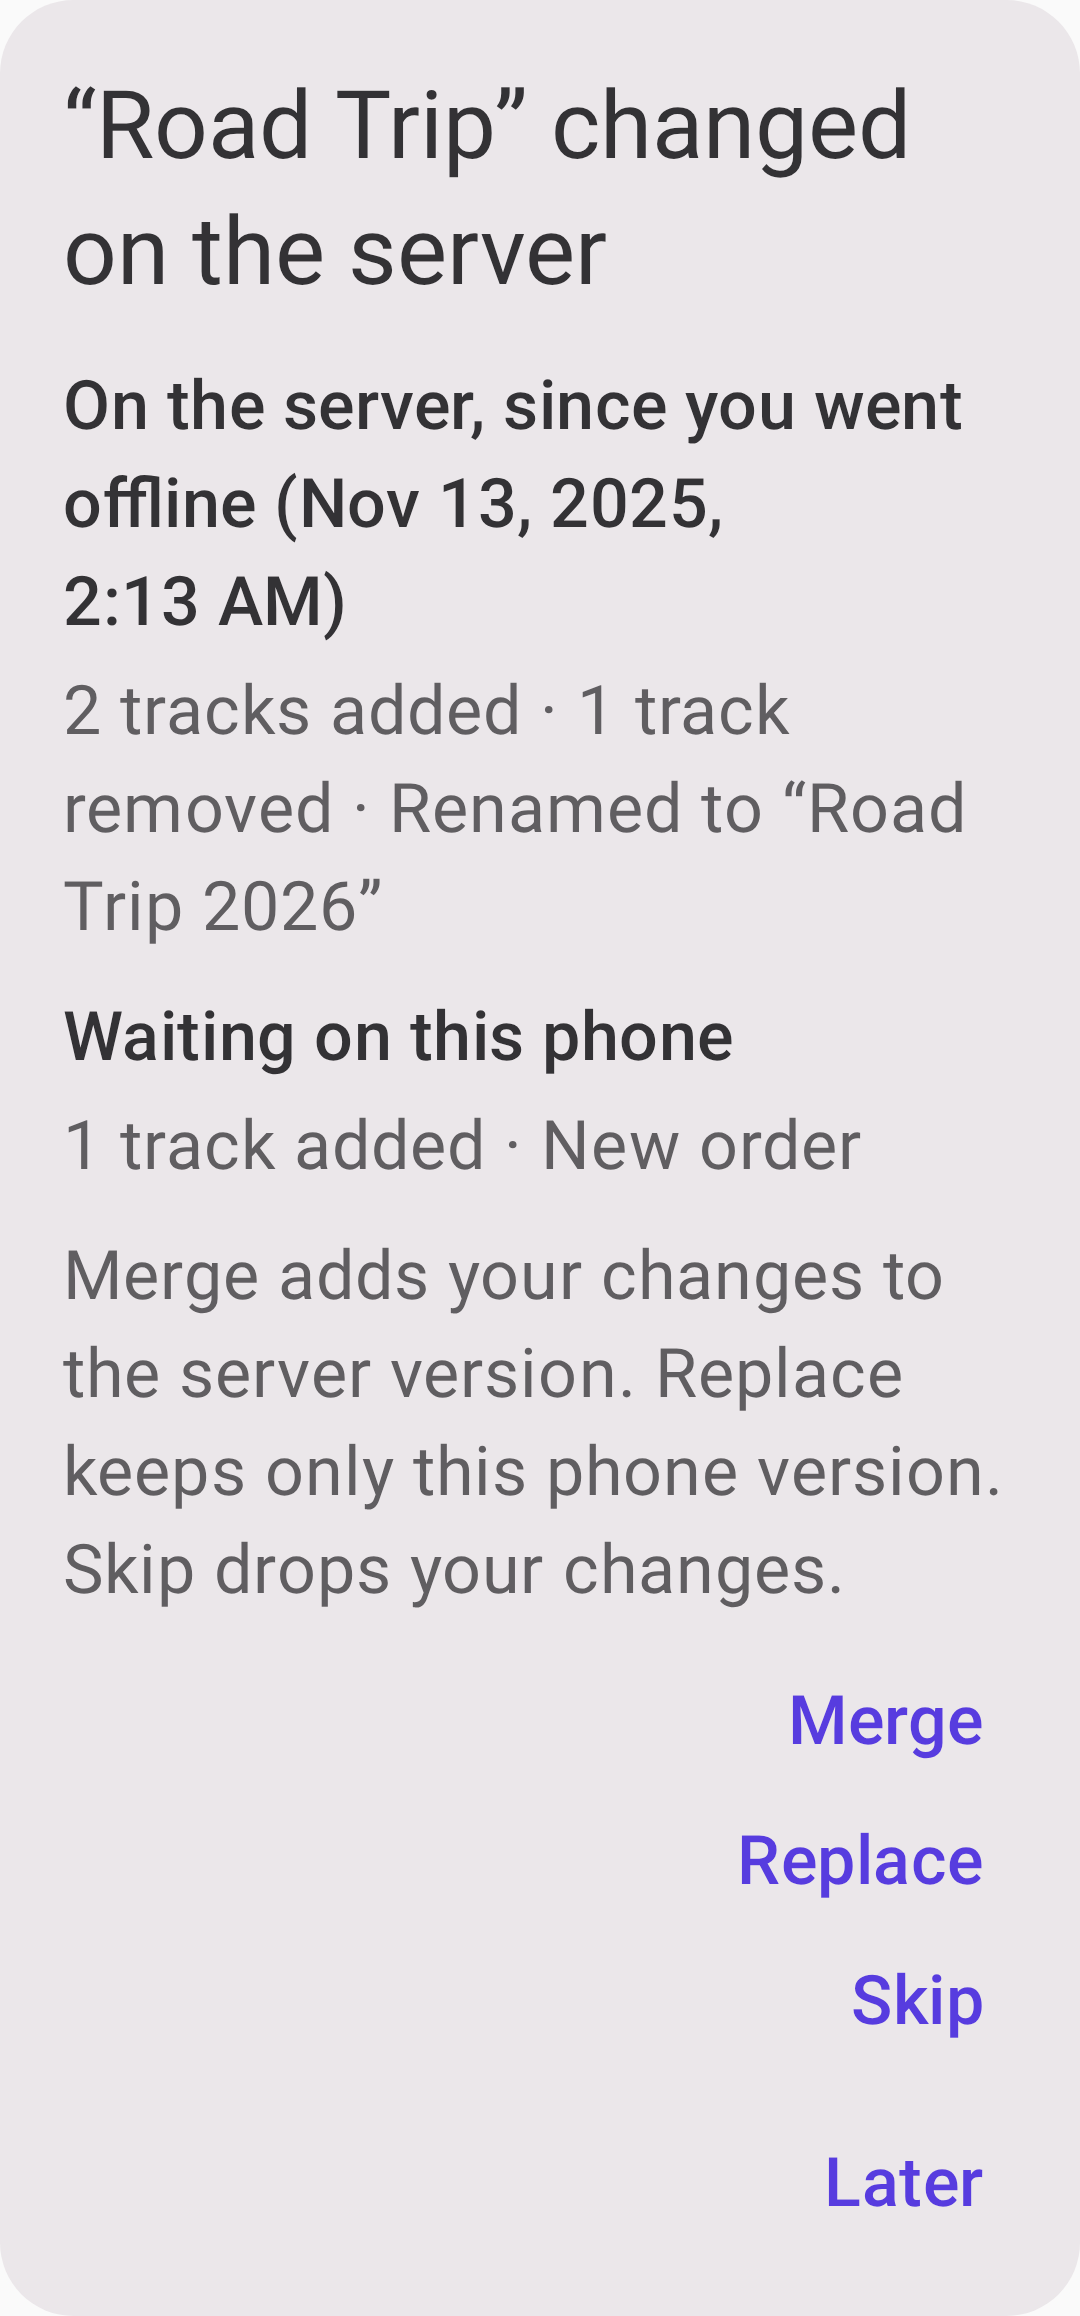 “Road Trip” changed
on the server
On the server, since you went
offline (Nov 13, 2025,
2:13 AM)
2 tracks added · 1 track
removed · Renamed to “Road
Trip 2026”
Waiting on this phone
1 track added · New order
Merge adds your changes to
the server version. Replace
keeps only this phone version.
Skip drops your changes.
Merge
Replace
Skip
Later